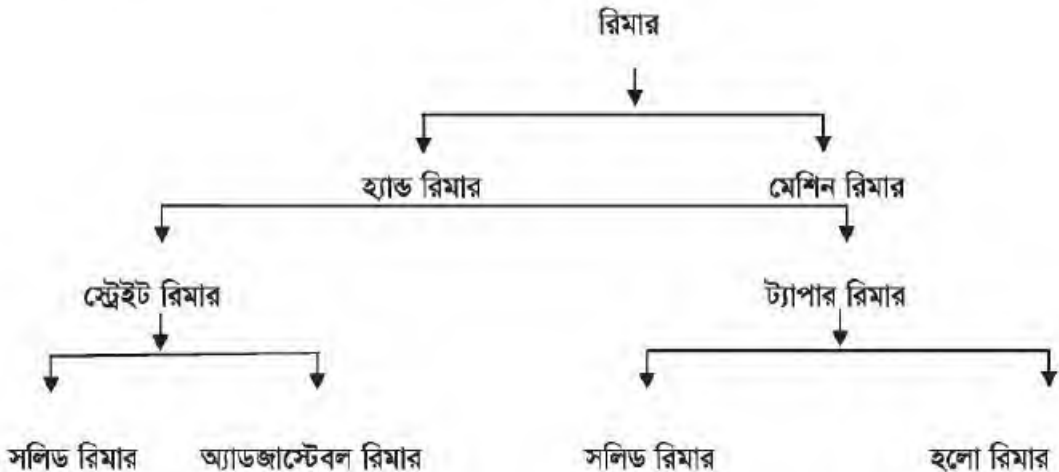 রিমার
হ্যান্ড রিমার মেশিন রিমার
স্ট্রেইট রিমার ট্যাপার রিমার
সলিড রিমার অ্যাডজাস্টেবল রিমার সলিড রিমার হলো রিমার